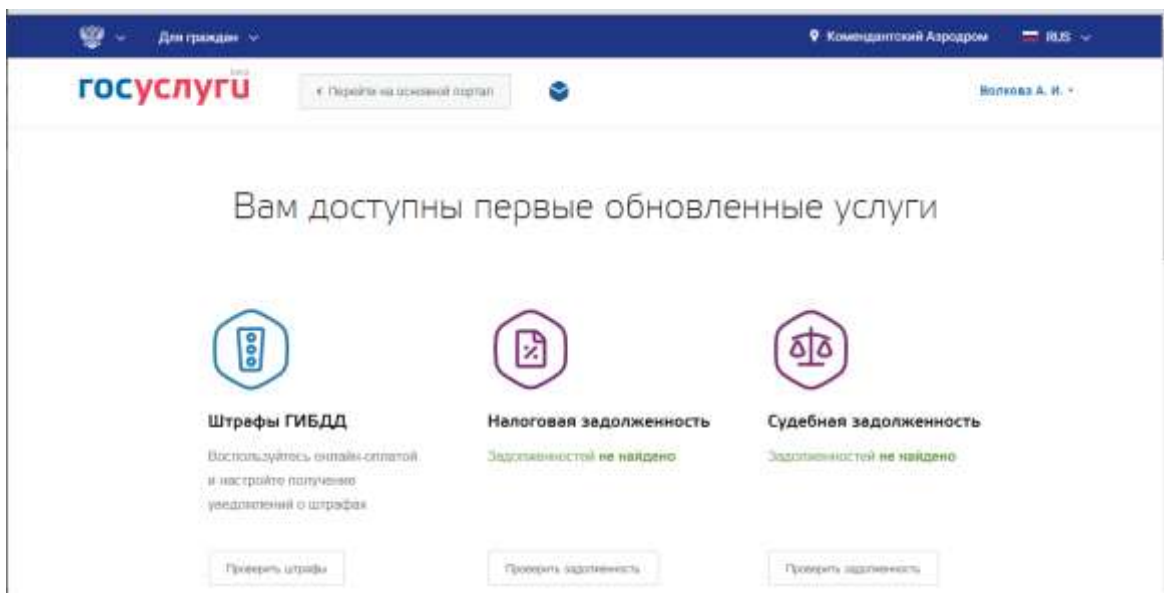 Для граждан
Комендантский Аэродром
RUS
госуслуги
beta
Перейти на основной портал
Волкова А. И.
Вам доступны первые обновленные услуги
Штрафы ГИБДД
Воспользуйтесь онлайн-оплатой
и настройте получение
уведомлений о штрафах
Проверить штрафы
Налоговая задолженность
Задолженностей не найдено
Проверить задолженность
Судебная задолженность
Задолженностей не найдено
Проверить задолженность